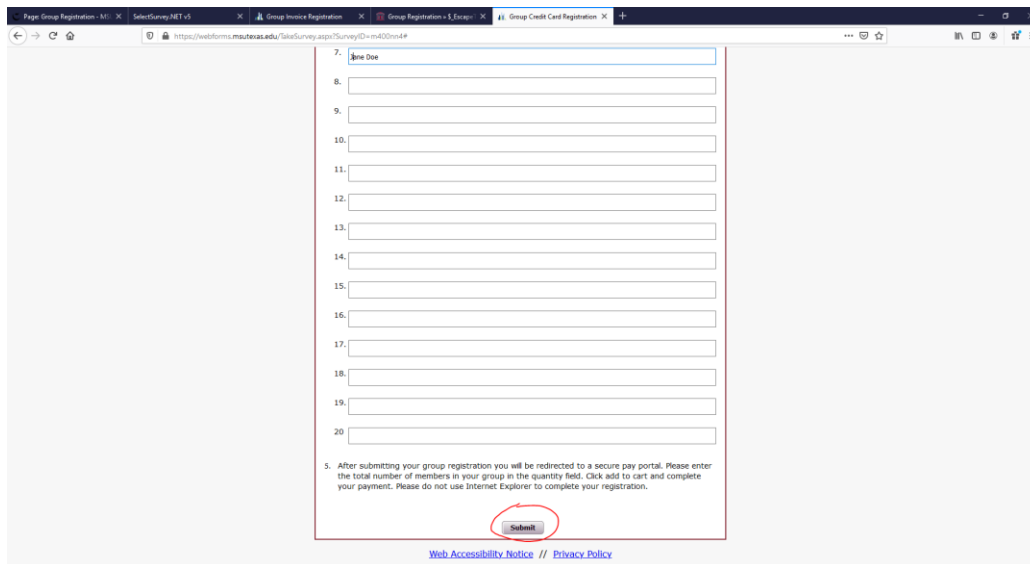 Page: Group Registration - MS
SelectSurvey.NET v5
Group Invoice Registration
Group Registration = $_Escape
Group Credit Card Registration
https://webforms.msutexas.edu/TakeSurvey.aspx?SurveyID=m400nn4#
7. Jane Doe
8.
9.
10.
11.
12.
13.
14.
15.
16.
17.
18.
19.
20
5. After submitting your group registration you will be redirected to a secure pay portal. Please enter
the total number of members in your group in the quantity field. Click add to cart and complete
your payment. Please do not use Internet Explorer to complete your registration.
Submit
Web Accessibility Notice // Privacy Policy